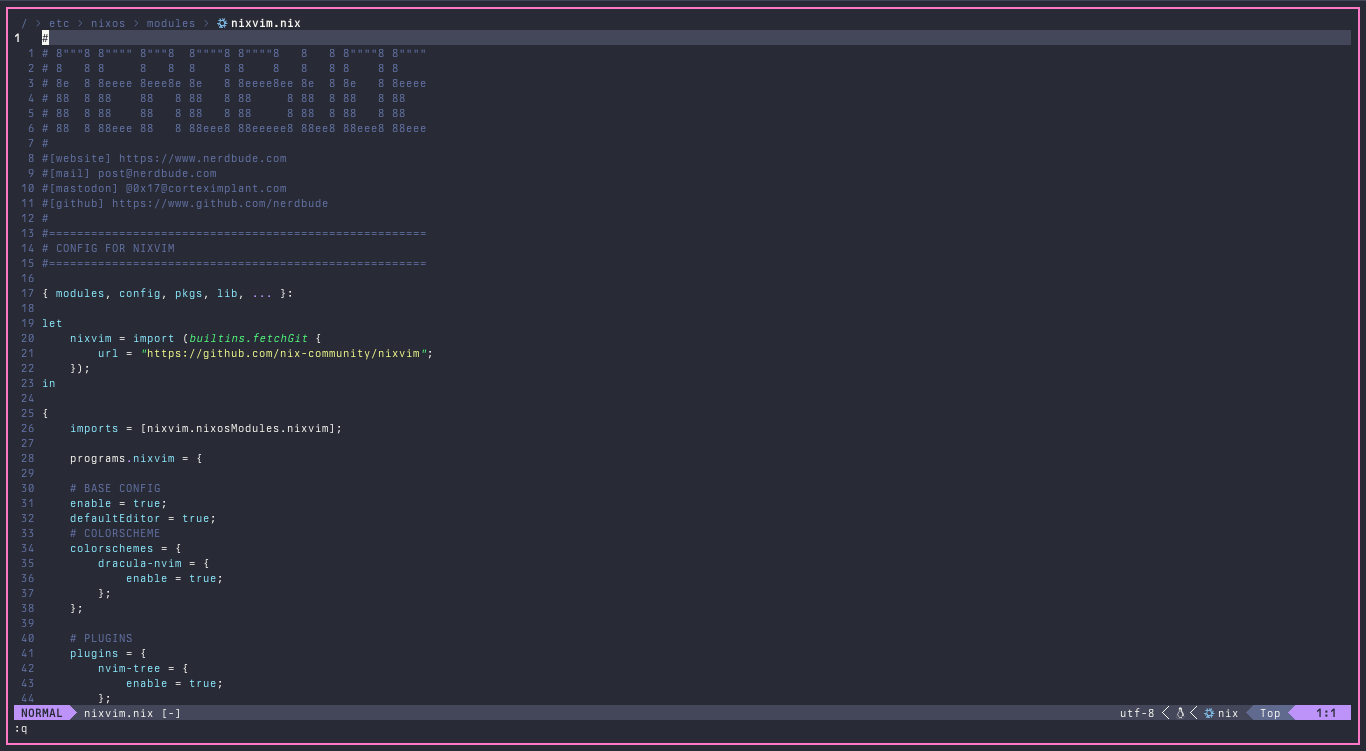 / > etc > nixos > modules > nixvim.nix
1   #
  1 # 8"""8 8"""" 8"""8  8""""8 8""""8   8   8 8""""8 8""""
  2 # 8   8 8     8   8  8    8 8    8   8   8 8    8 8
  3 # 8e  8 8eeee 8eee8e 8e   8 8eeee8ee 8e  8 8e   8 8eeee
  4 # 88  8 88    88   8 88   8 88     8 88  8 88   8 88
  5 # 88  8 88    88   8 88   8 88     8 88  8 88   8 88
  6 # 88  8 88eee 88   8 88eee8 88eeeee8 88ee8 88eee8 88eee
  7 #
  8 #[website] https://www.nerdbude.com
  9 #[mail] post@nerdbude.com
 10 #[mastodon] @0x17@corteximplant.com
 11 #[github] https://www.github.com/nerdbude
 12 #
 13 #======================================================
 14 # CONFIG FOR NIXVIM
 15 #======================================================
 16
 17 { modules, config, pkgs, lib, ... }:
 18
 19 let
 20     nixvim = import (builtins.fetchGit {
 21         url = "https://github.com/nix-community/nixvim";
 22     });
 23 in
 24
 25 {
 26     imports = [nixvim.nixosModules.nixvim];
 27
 28     programs.nixvim = {
 29
 30     # BASE CONFIG
 31     enable = true;
 32     defaultEditor = true;
 33     # COLORSCHEME
 34     colorschemes = {
 35         dracula-nvim = {
 36             enable = true;
 37         };
 38     };
 39
 40     # PLUGINS
 41     plugins = {
 42         nvim-tree = {
 43             enable = true;
 44         };
NORMAL nixvim.nix [-] utf-8 < < nix Top 1:1
:q